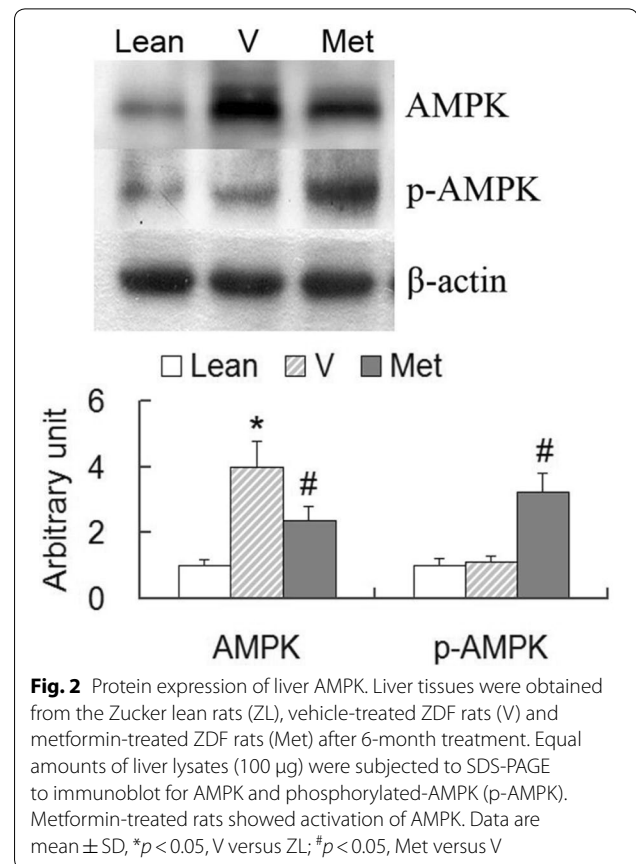 Lean V Met
AMPK
p-AMPK
β-actin
Lean V Met
Arbitrary unit
6
4
2
0
*
#
#
AMPK p-AMPK
Fig. 2 Protein expression of liver AMPK. Liver tissues were obtained
from the Zucker lean rats (ZL), vehicle-treated ZDF rats (V) and
metformin-treated ZDF rats (Met) after 6-month treatment. Equal
amounts of liver lysates (100 μg) were subjected to SDS-PAGE
to immunoblot for AMPK and phosphorylated-AMPK (p-AMPK).
Metformin-treated rats showed activation of AMPK. Data are
mean ± SD, *p < 0.05, V versus ZL; #p < 0.05, Met versus V